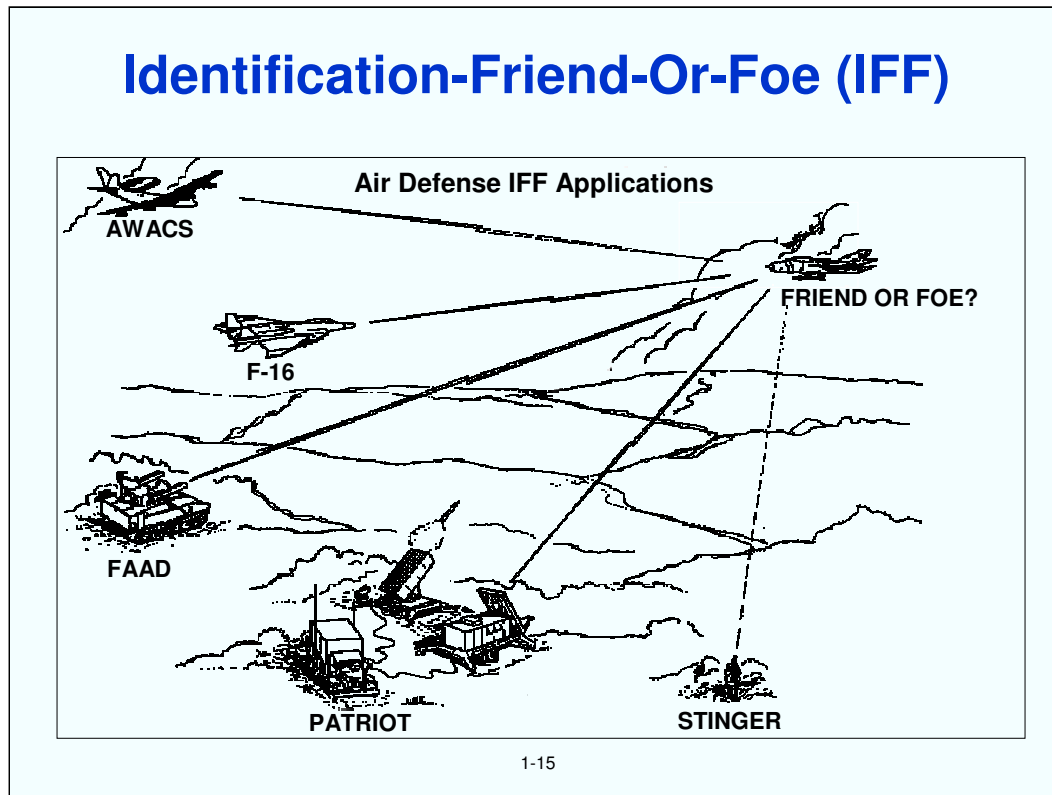 Identification-Friend-Or-Foe (IFF)
Air Defense IFF Applications
AWACS
FRIEND OR FOE?
F-16
FAAD
PATRIOT
STINGER
1-15